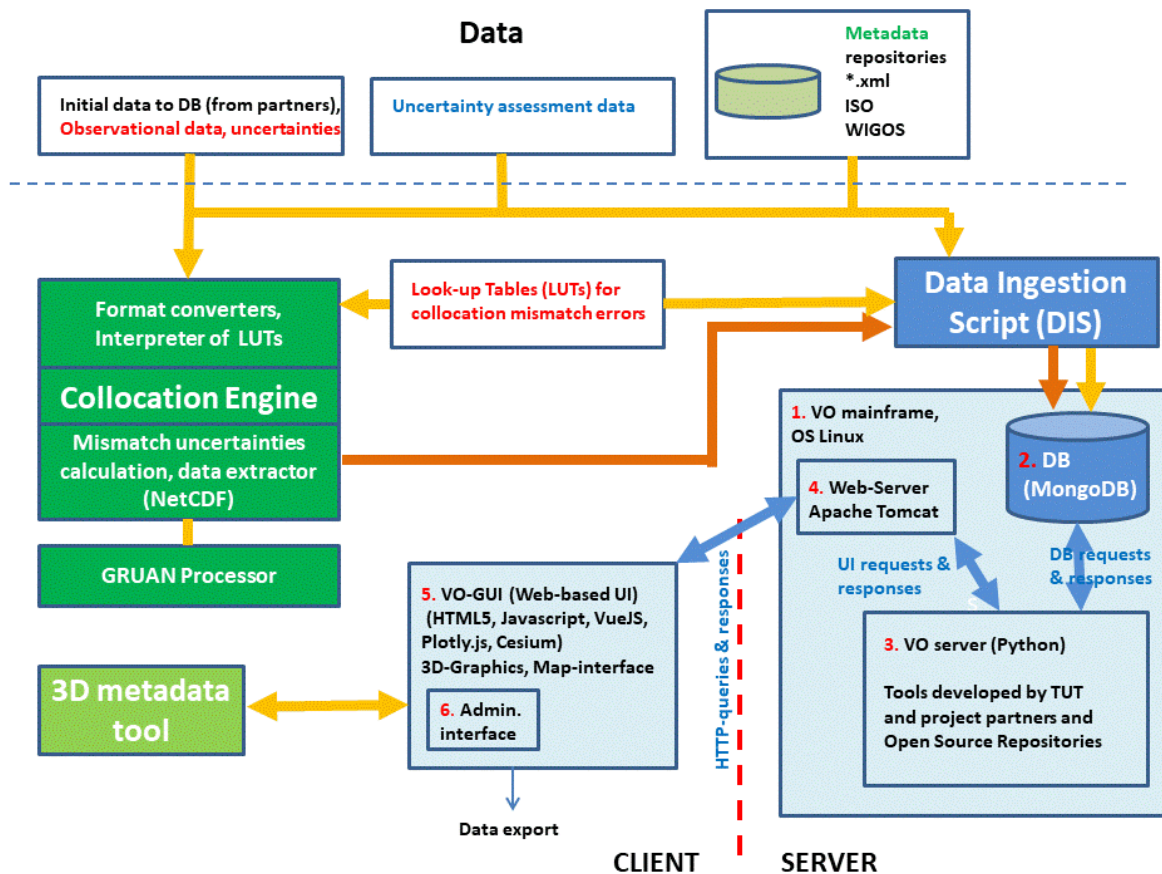 Data
Initial data to DB (from partners),
Observational data, uncertainties
Uncertainty assessment data
Metadata
repositories
*.xml
ISO
WIGOS
Format converters,
Interpreter of LUTs
Look-up Tables (LUTs) for
collocation mismatch errors
Data Ingestion
Script (DIS)
Collocation Engine
Mismatch uncertainties
calculation, data extractor
(NetCDF)
GRUAN Processor
1. VO mainframe,
OS Linux
2. DB
(MongoDB)
4. Web-Server
Apache Tomcat
UI requests &
responses
s
DB requests
& responses
HTTP-queries & responses
5. VO-GUI (Web-based UI)
(HTML5, Javascript, VueJS,
Plotly.js, Cesium)
3D-Graphics, Map-interface
6. Admin.
interface
3. VO server (Python)
Tools developed by TUT
and project partners and
Open Source Repositories
3D metadata
tool
Data export
CLIENT
SERVER